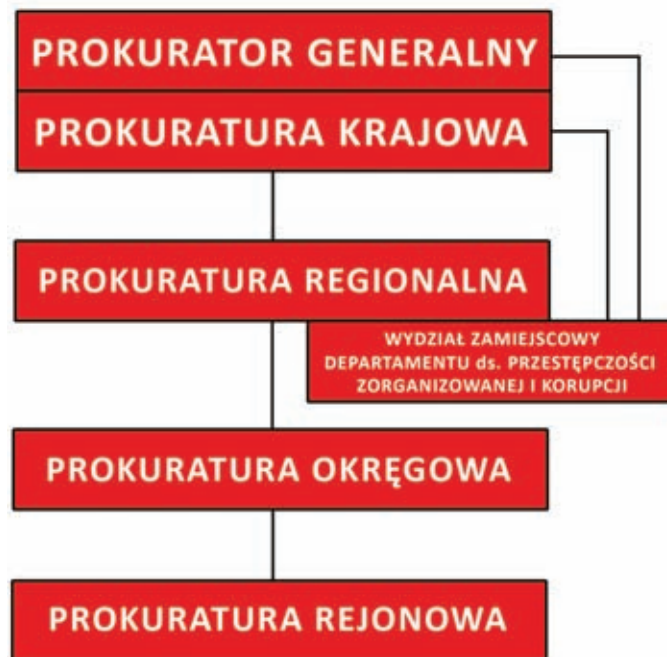 PROKURATOR GENERALNY
PROKURATURA KRAJOWA
PROKURATURA REGIONALNA
WYDZIAŁ ZAMIEJSCOWY
DEPARTAMENTU ds. PRZESTĘPCZOŚCI
ZORGANIZOWANEJ I KORUPCJI
PROKURATURA OKRĘGOWA
PROKURATURA REJONOWA